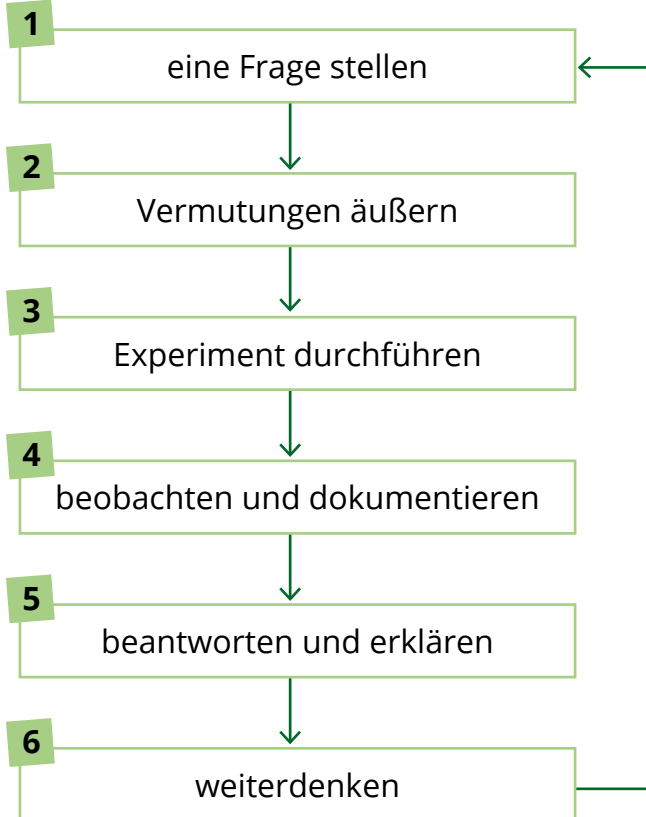 1
eine Frage stellen
2
Vermutungen äußern
3
Experiment durchführen
4
beobachten und dokumentieren
5
beantworten und erklären
6
weiterdenken